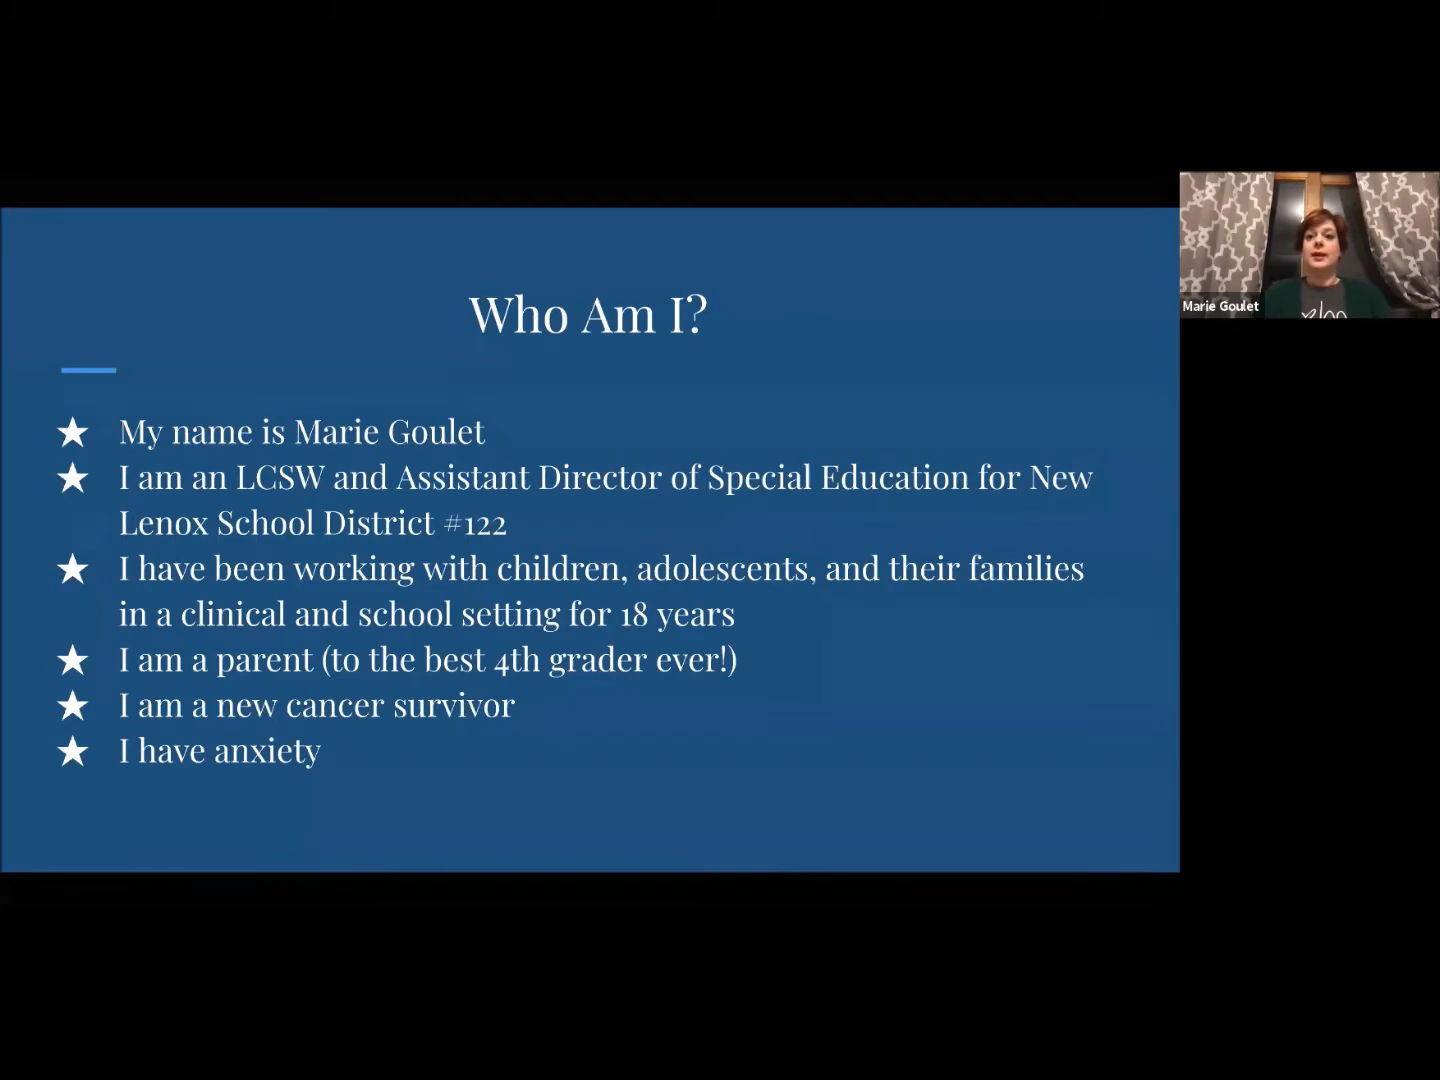 Who Am I?
★ My name is Marie Goulet
★ I am an LCSW and Assistant Director of Special Education for New
Lenox School District #122
★ I have been working with children, adolescents, and their families
in a clinical and school setting for 18 years
★ I am a parent (to the best 4th grader ever!)
★ I am a new cancer survivor
★ I have anxiety
Marie Goulet